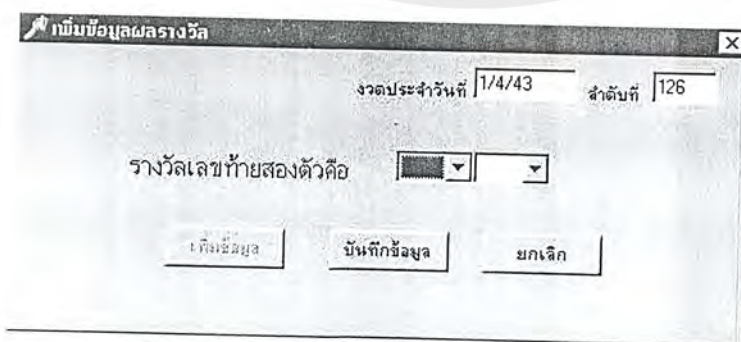 เพิ่มข้อมูลผลรางวัล
งวดประจำวันที่ 1/4/43 ลำดับที่ 126
รางวัลเลขท้ายสองตัวคือ
เพิ่มข้อมูล บันทึกข้อมูล ยกเลิก